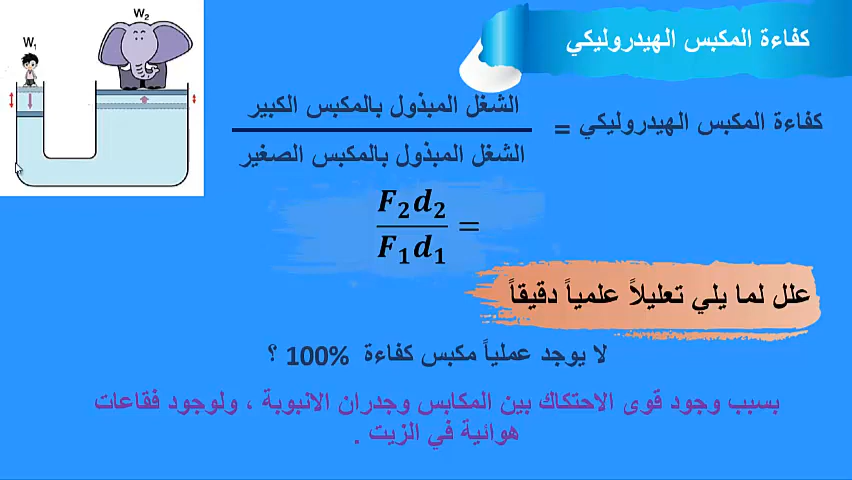 كفاءة المكبس الهيدروليكي
W₁
W₂
كفاءة المكبس الهيدروليكي =
الشغل المبذول بالمكبس الكبير
الشغل المبذول بالمكبس الصغير
= F₂d₂ / F₁d₁
علل لما يلي تعليلاً علمياً دقيقاً
لا يوجد عملياً مكبس كفاءة 100% ؟
بسبب وجود قوى الاحتكاك بين المكابس وجدران الانبوبة ، ولوجود فقاعات
هوائية في الزيت .